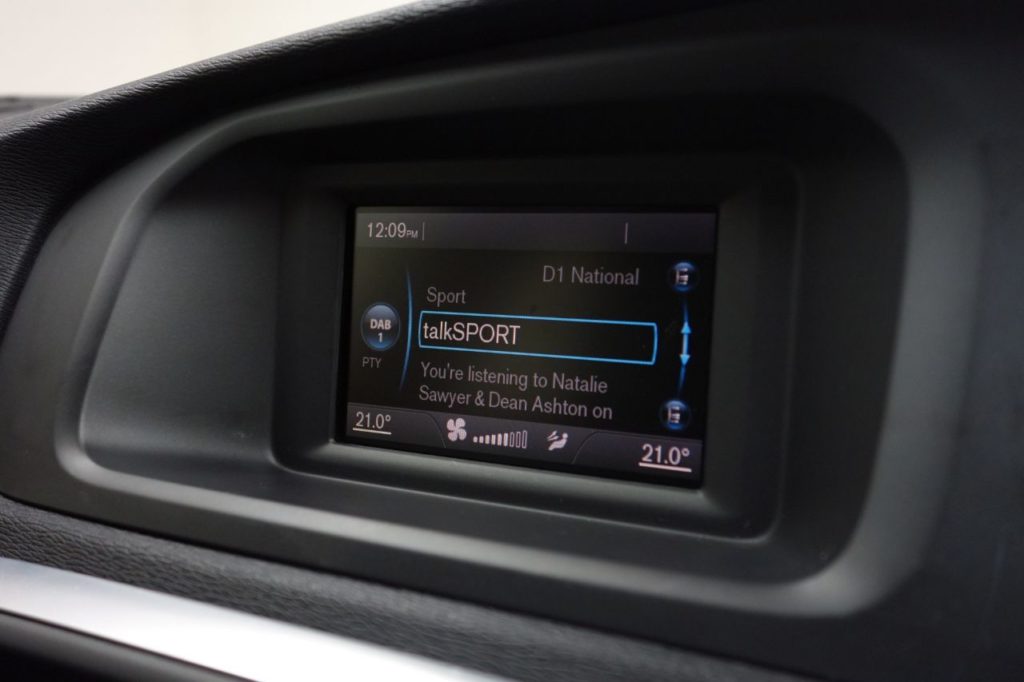 12:09PM
D1 National
Sport
DAB
1
talkSPORT
PTY
You're listening to Natalie
Sawyer & Dean Ashton on
21.0°
21.0°